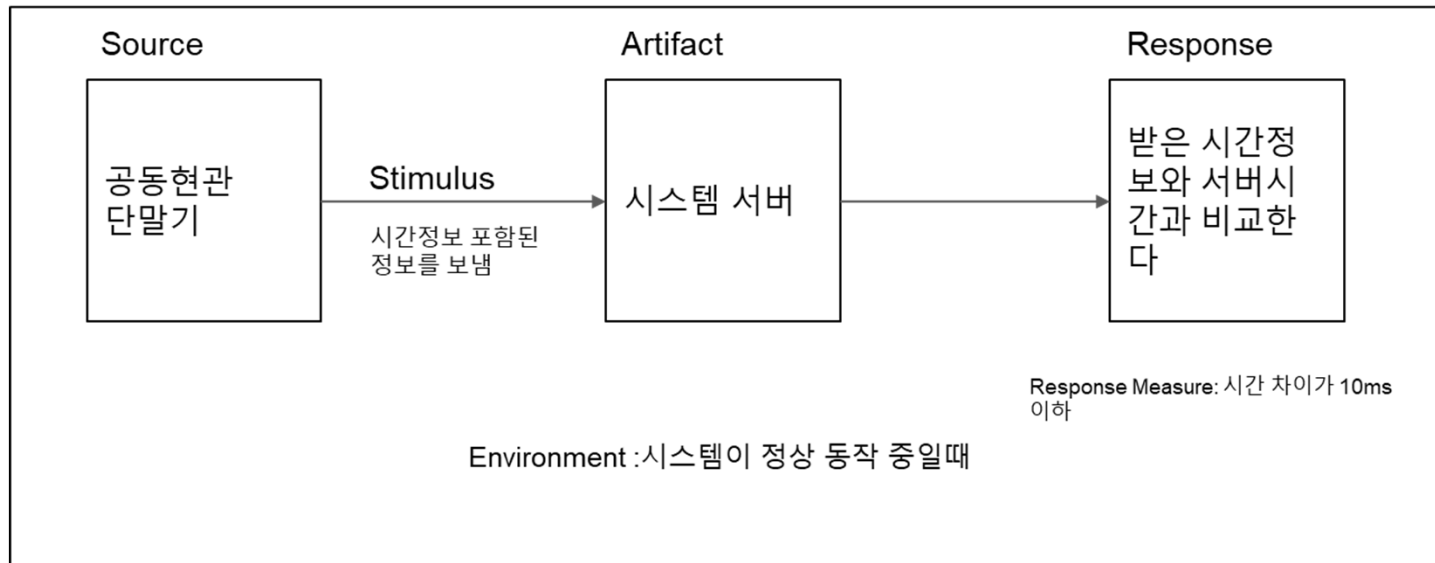 Source
Artifact
Response
공동현관
단말기
Stimulus
시간정보 포함된
정보를 보냄
시스템 서버
받은 시간정
보와 서버시
간과 비교한
다
Response Measure: 시간 차이가 10ms
이하
Environment :시스템이 정상 동작 중일때